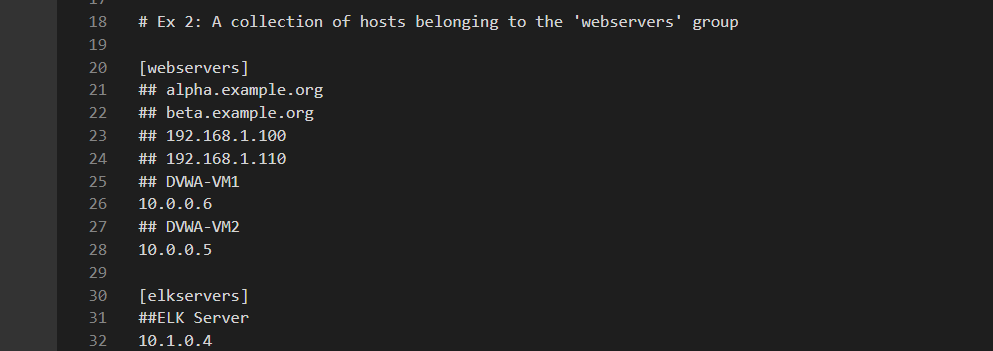 17
18 # Ex 2: A collection of hosts belonging to the 'webservers' group
19
20 [webservers]
21 ## alpha.example.org
22 ## beta.example.org
23 ## 192.168.1.100
24 ## 192.168.1.110
25 ## DVWA-VM1
26 10.0.0.6
27 ## DVWA-VM2
28 10.0.0.5
29
30 [elkservers]
31 ##ELK Server
32 10.1.0.4